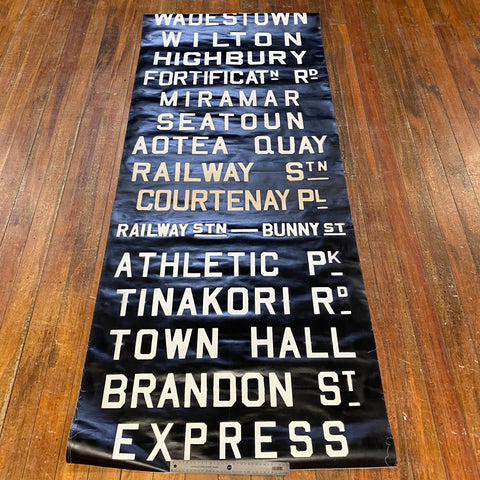 WADESTOWN
WILTON
HIGHBURY
FORTIFICATN RD
MIRAMAR
SEATOUN
AOTEA QUAY
RAILWAY STN
COURTENAY PL
RAILWAY STN — BUNNY ST
ATHLETIC PK
TINAKORI RD
TOWN HALL
BRANDON ST
EXPRESS